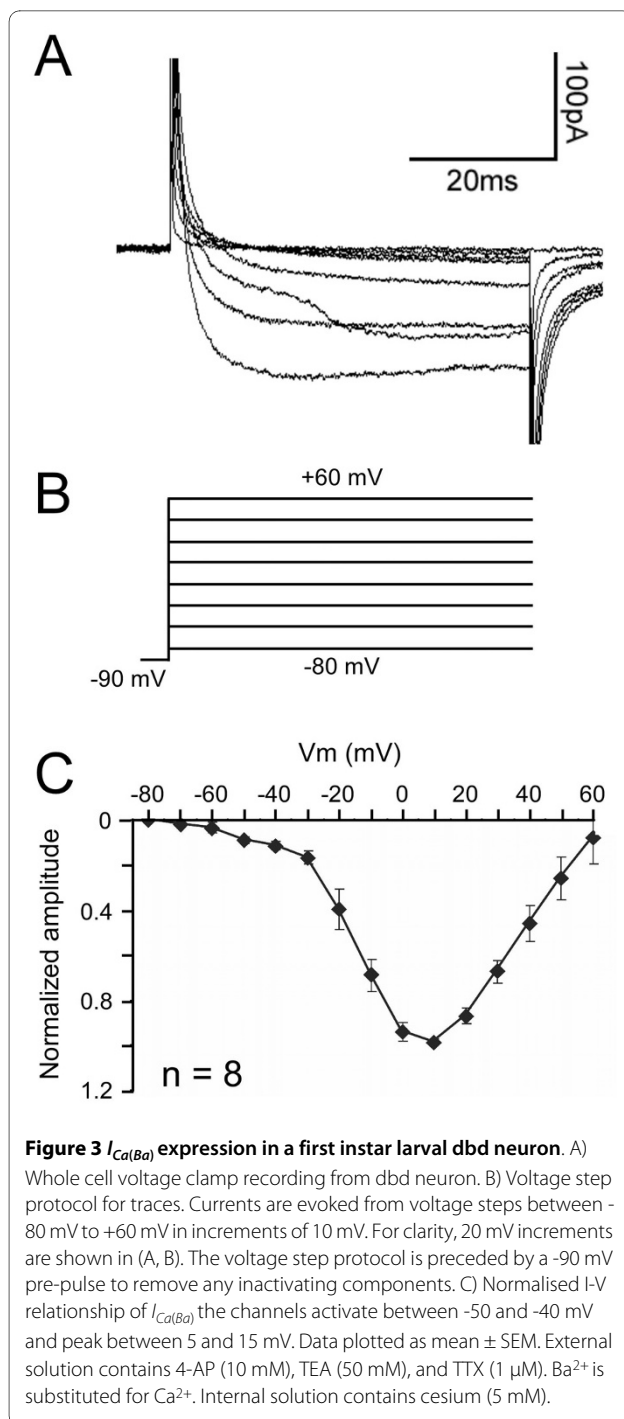 A
100pA
20ms
B
+60 mV
-80 mV
-90 mV
C
Vm (mV)
-80 -60 -40 -20 0 20 40 60
Normalized amplitude
0
0.4
0.8
1.2
n = 8
Figure 3 I_Ca(Ba) expression in a first instar larval dbd neuron. A)
Whole cell voltage clamp recording from dbd neuron. B) Voltage step
protocol for traces. Currents are evoked from voltage steps between -
80 mV to +60 mV in increments of 10 mV. For clarity, 20 mV increments
are shown in (A, B). The voltage step protocol is preceded by a -90 mV
pre-pulse to remove any inactivating components. C) Normalised I-V
relationship of I_Ca(Ba) the channels activate between -50 and -40 mV
and peak between 5 and 15 mV. Data plotted as mean ± SEM. External
solution contains 4-AP (10 mM), TEA (50 mM), and TTX (1 μM). Ba²⁺ is
substituted for Ca²⁺. Internal solution contains cesium (5 mM).